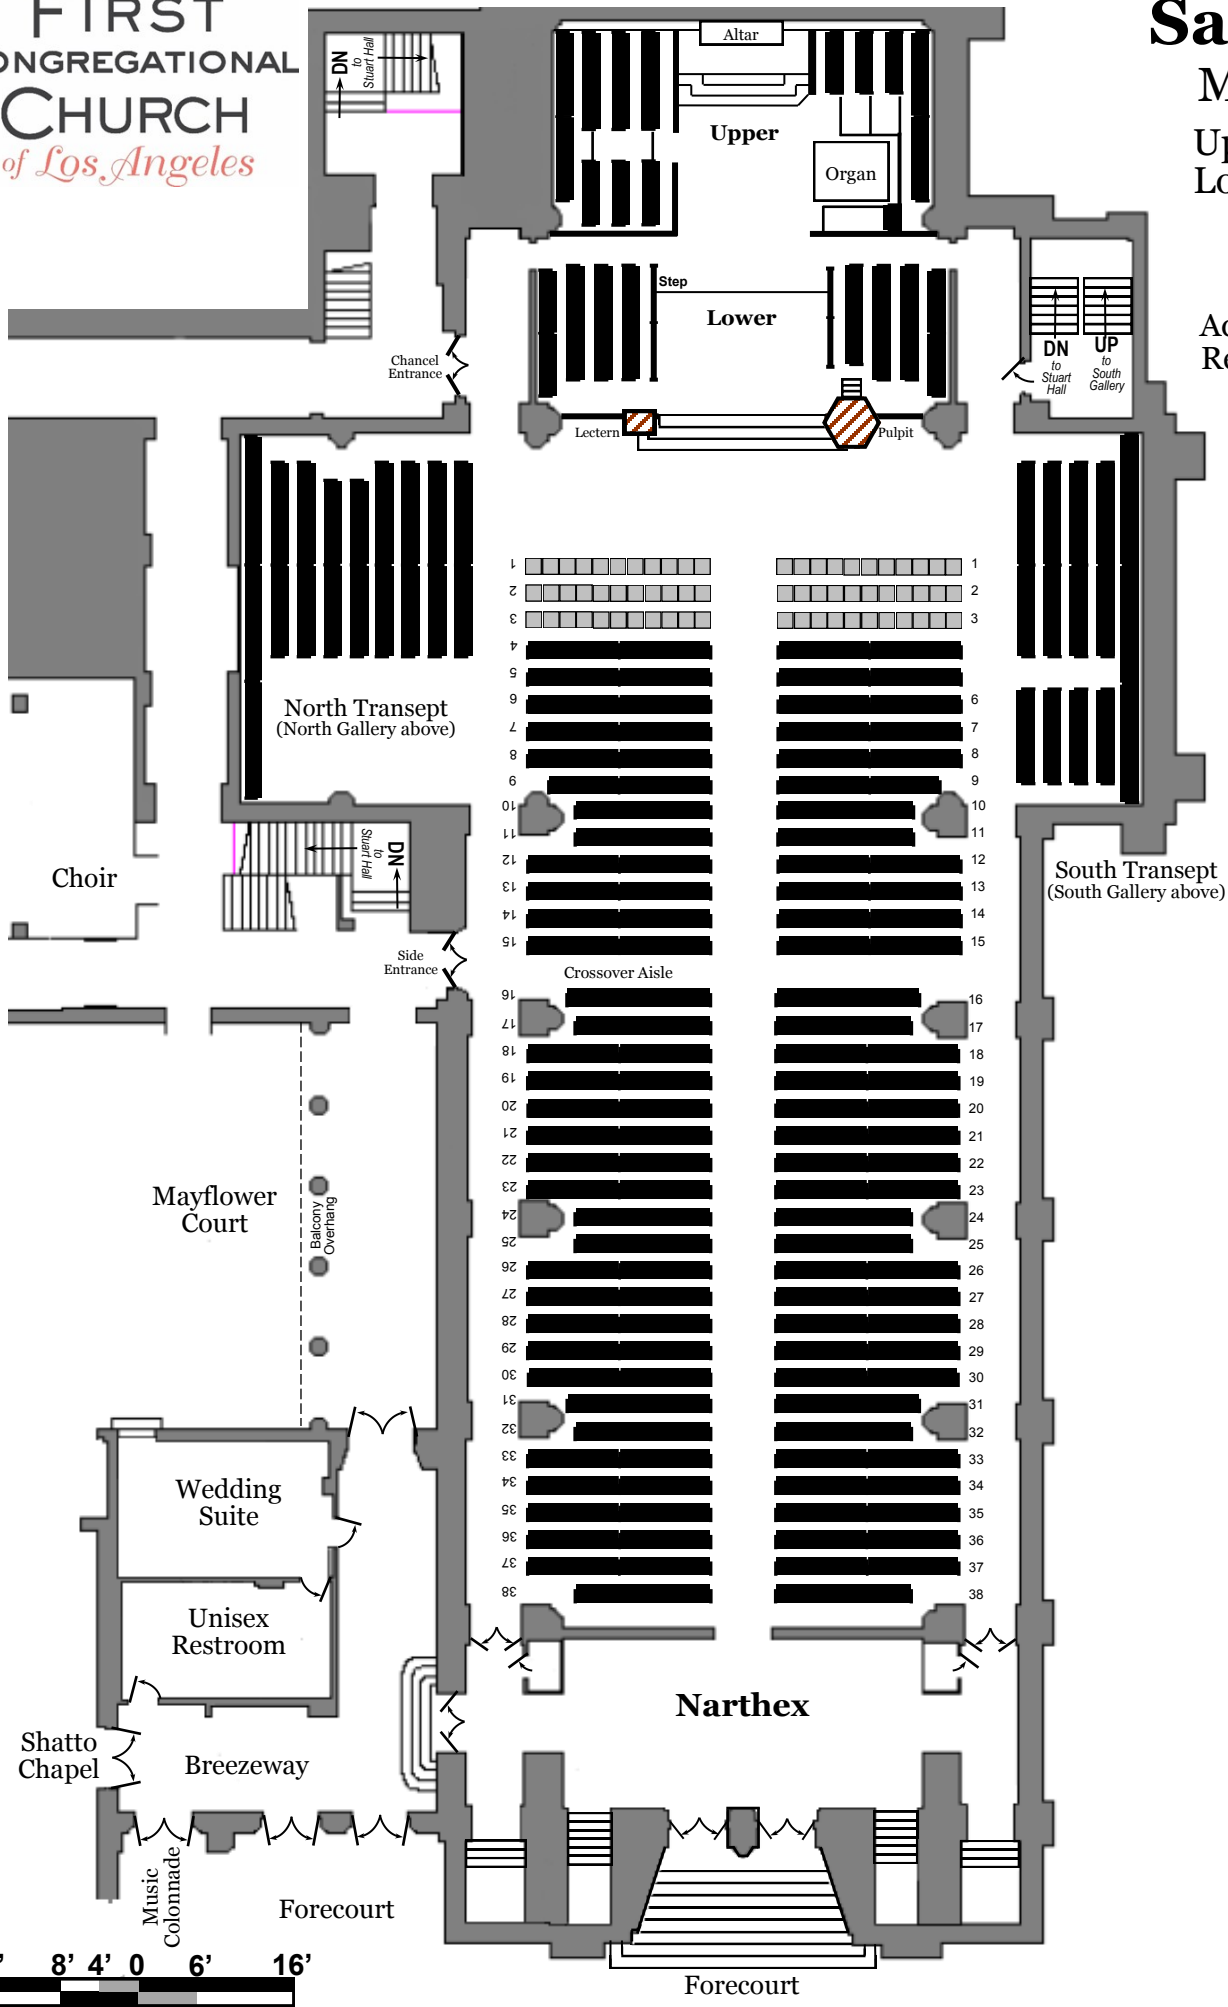 FIRST
ONGREGATIONAL
CHURCH
of Los Angeles
Sa
M
Up
Lo
Ac
Re
DN
to
Stuart Hall
Altar
Upper
Organ
Step
Lower
Chancel
Entrance
DN
to
Stuart
Hall
UP
to
South
Gallery
Lectern
Pulpit
1 1
2 2
3 3
4
5
6 6
7 7
8 8
9 9
10 10
11 11
12 12
13 13
14 14
15 15
North Transept
(North Gallery above)
DN
to
Stuart Hall
Choir
South Transept
(South Gallery above)
Side
Entrance
Crossover Aisle
16 16
17 17
18 18
19 19
20 20
21 21
22 22
23 23
24 24
25 25
26 26
27 27
28 28
29 29
30 30
31 31
32 32
33 33
34 34
35 35
36 36
37 37
38 38
Mayflower
Court
Balcony
Overhang
Wedding
Suite
Unisex
Restroom
Narthex
Shatto
Chapel
Breezeway
Music
Colonnade
Forecourt
8’ 4’ 0 6’ 16’
Forecourt